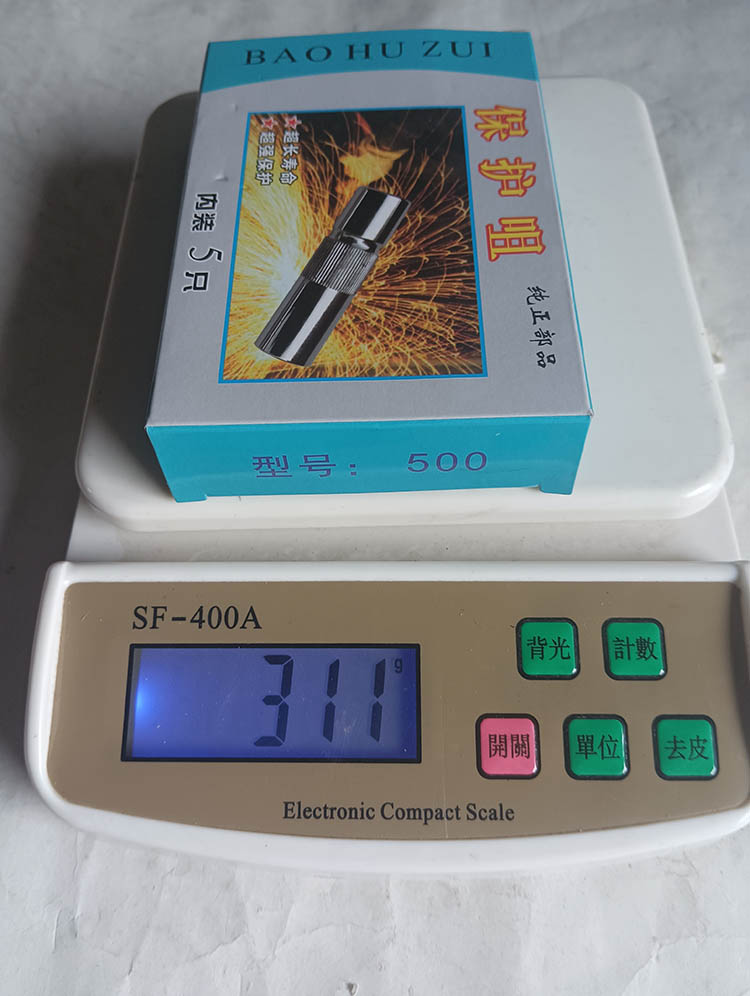 BAO HU ZUI
保护咀
☆超长寿命
☆超强保护
内装 5 只
纯正部品
型号： 500
SF-400A
311 g
背光
計數
開關
單位
去皮
Electronic Compact Scale